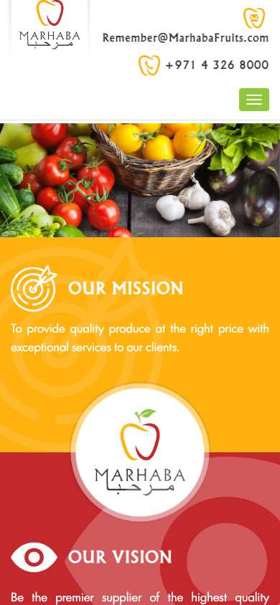 MARHABA
مرحبا
Remember@MarhabaFruits.com
+971 4 326 8000
OUR MISSION
To provide quality produce at the right price with
exceptional services to our clients.
MARHABA
مرحبا
OUR VISION
Be the premier supplier of the highest quality